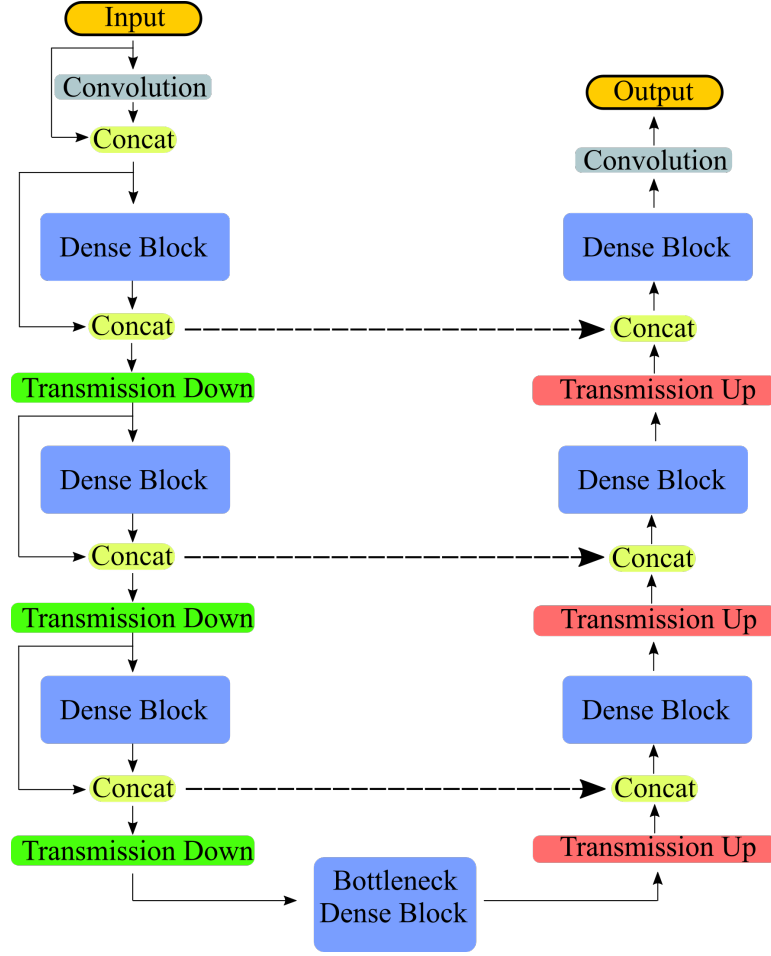 Input
Convolution
Concat
Dense Block
Concat
Transmission Down
Dense Block
Concat
Transmission Down
Dense Block
Concat
Transmission Down
Bottleneck
Dense Block
Transmission Up
Concat
Dense Block
Transmission Up
Concat
Dense Block
Transmission Up
Concat
Dense Block
Convolution
Output